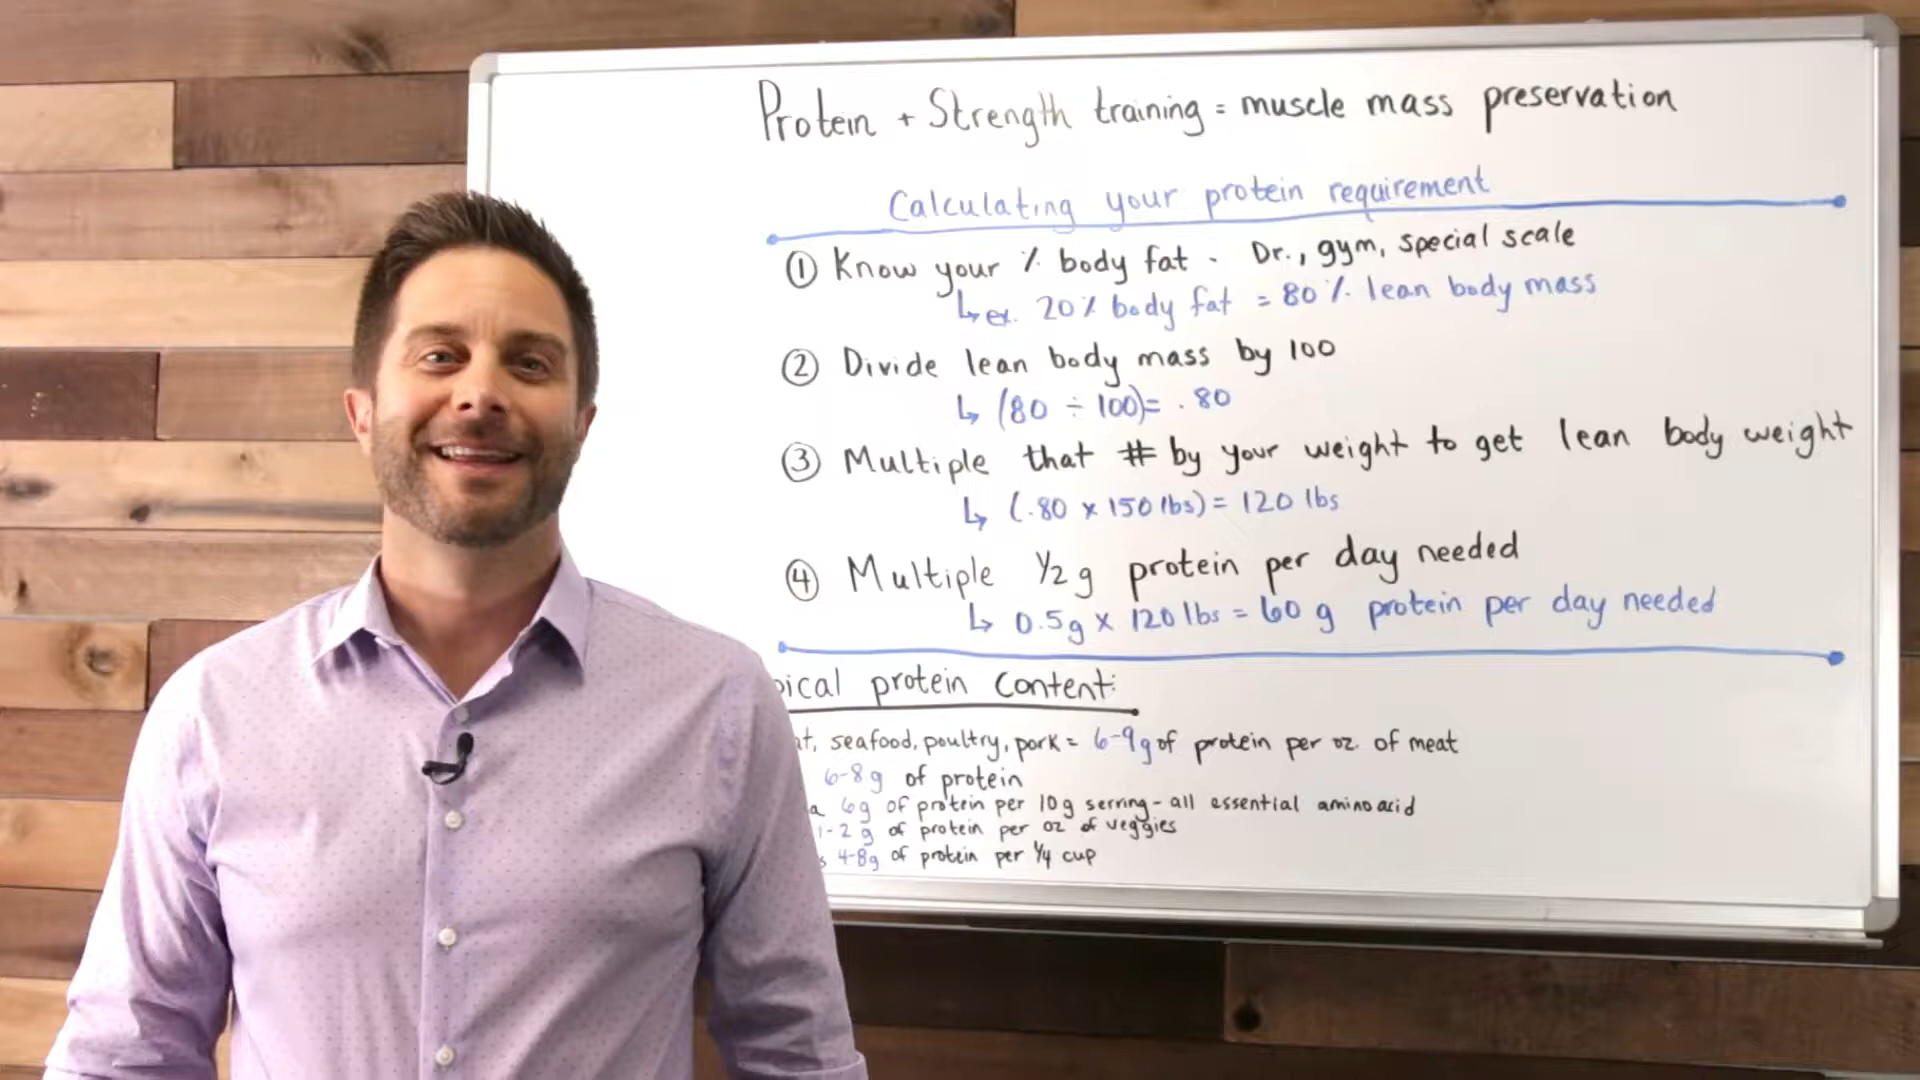 Protein + Strength training = muscle mass preservation
Calculating your protein requirement
① Know your % body fat - Dr., gym, special scale
↳ ex. 20% body fat = 80% lean body mass
② Divide lean body mass by 100
↳ (80 ÷ 100)= .80
③ Multiple that # by your weight to get lean body weight
↳ (.80 x 150 lbs) = 120 lbs
④ Multiple ½ g protein per day needed
↳ 0.5g x 120 lbs = 60 g protein per day needed
protein content:
seafood, poultry, pork = 6-9g of protein per oz. of meat
6-8g of protein
6g of protein per 10g serving - all essential amino acid
1-2 g of protein per oz of veggies
4-8g of protein per ¼ cup